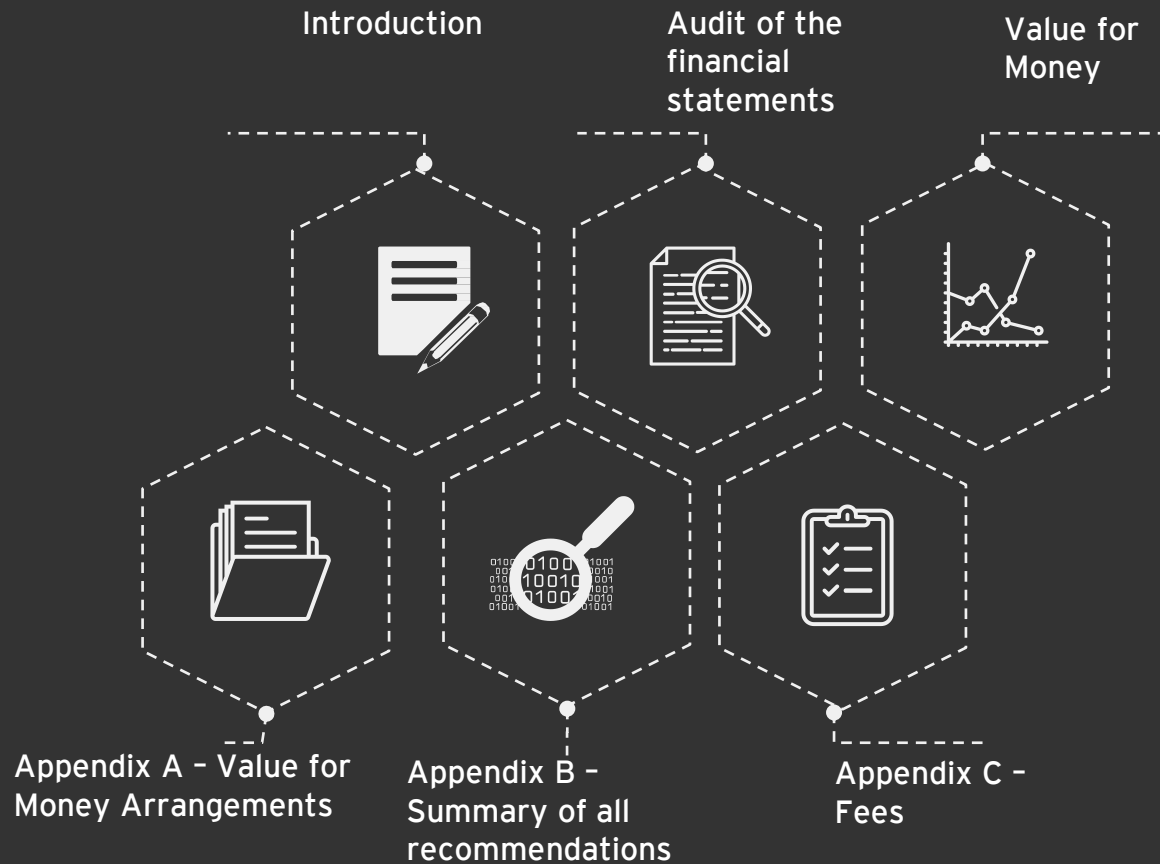 Introduction
Audit of the
financial
statements
Value for
Money
Appendix A – Value for
Money Arrangements
Appendix B –
Summary of all
recommendations
Appendix C –
Fees